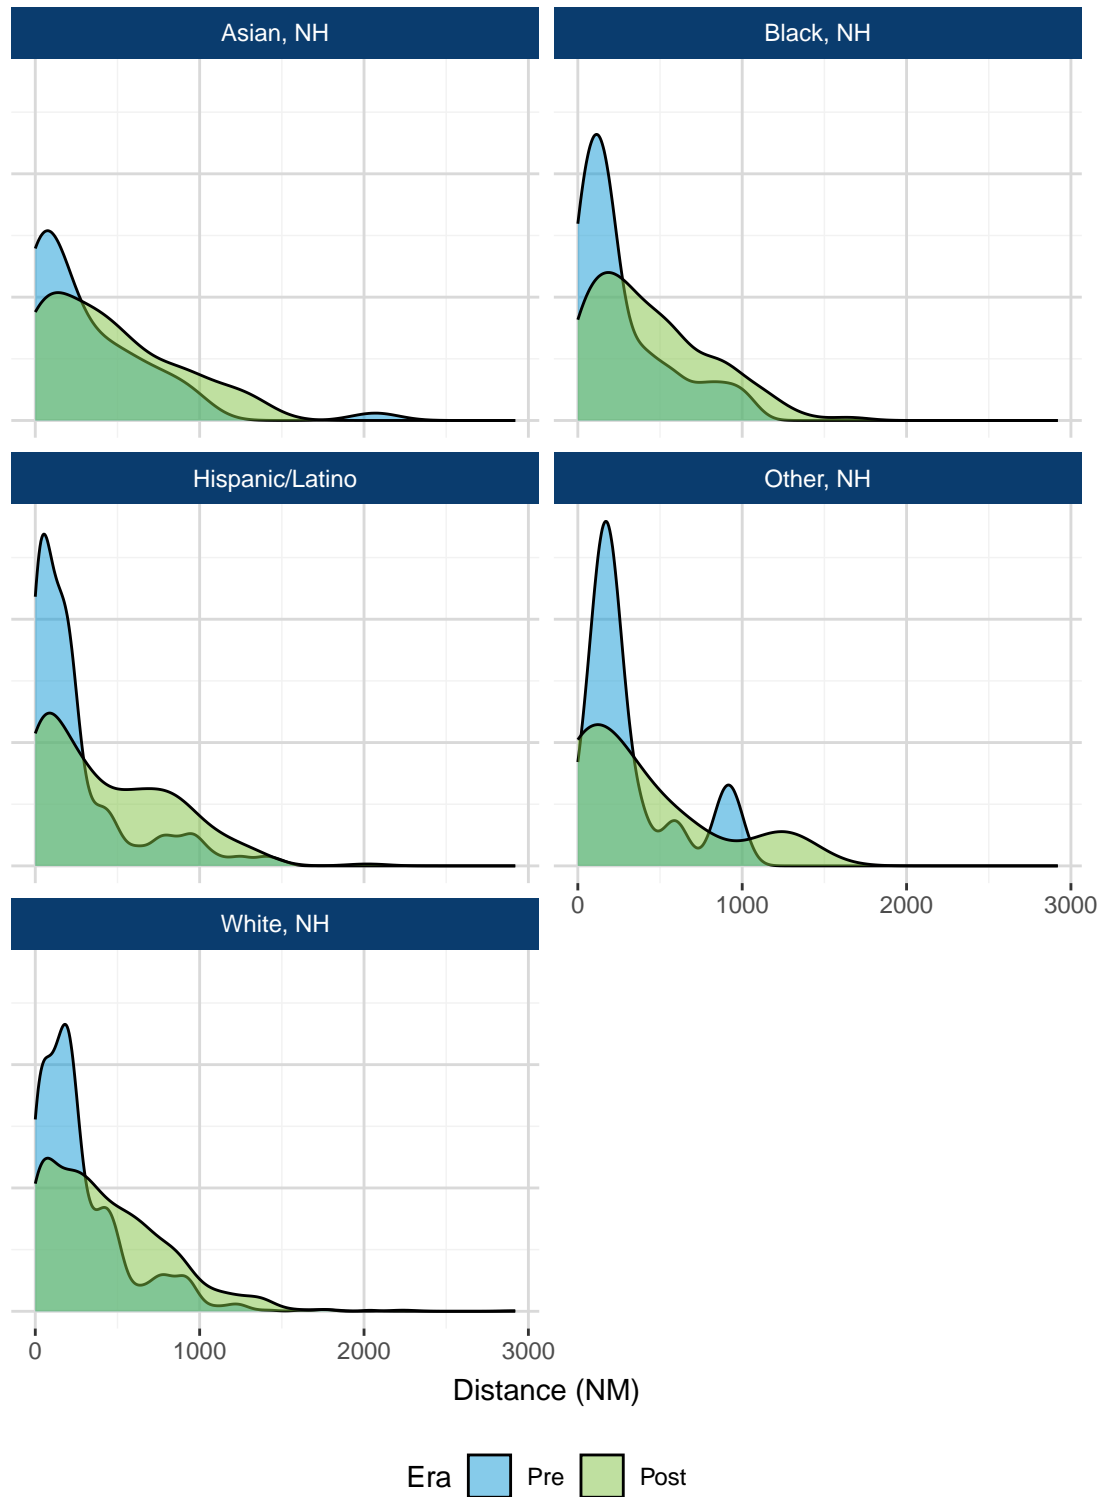 Asian, NH
Black, NH
Hispanic/Latino
Other, NH
0 1000 2000 3000
White, NH
0 1000 2000 3000
Distance (NM)
Era Pre Post